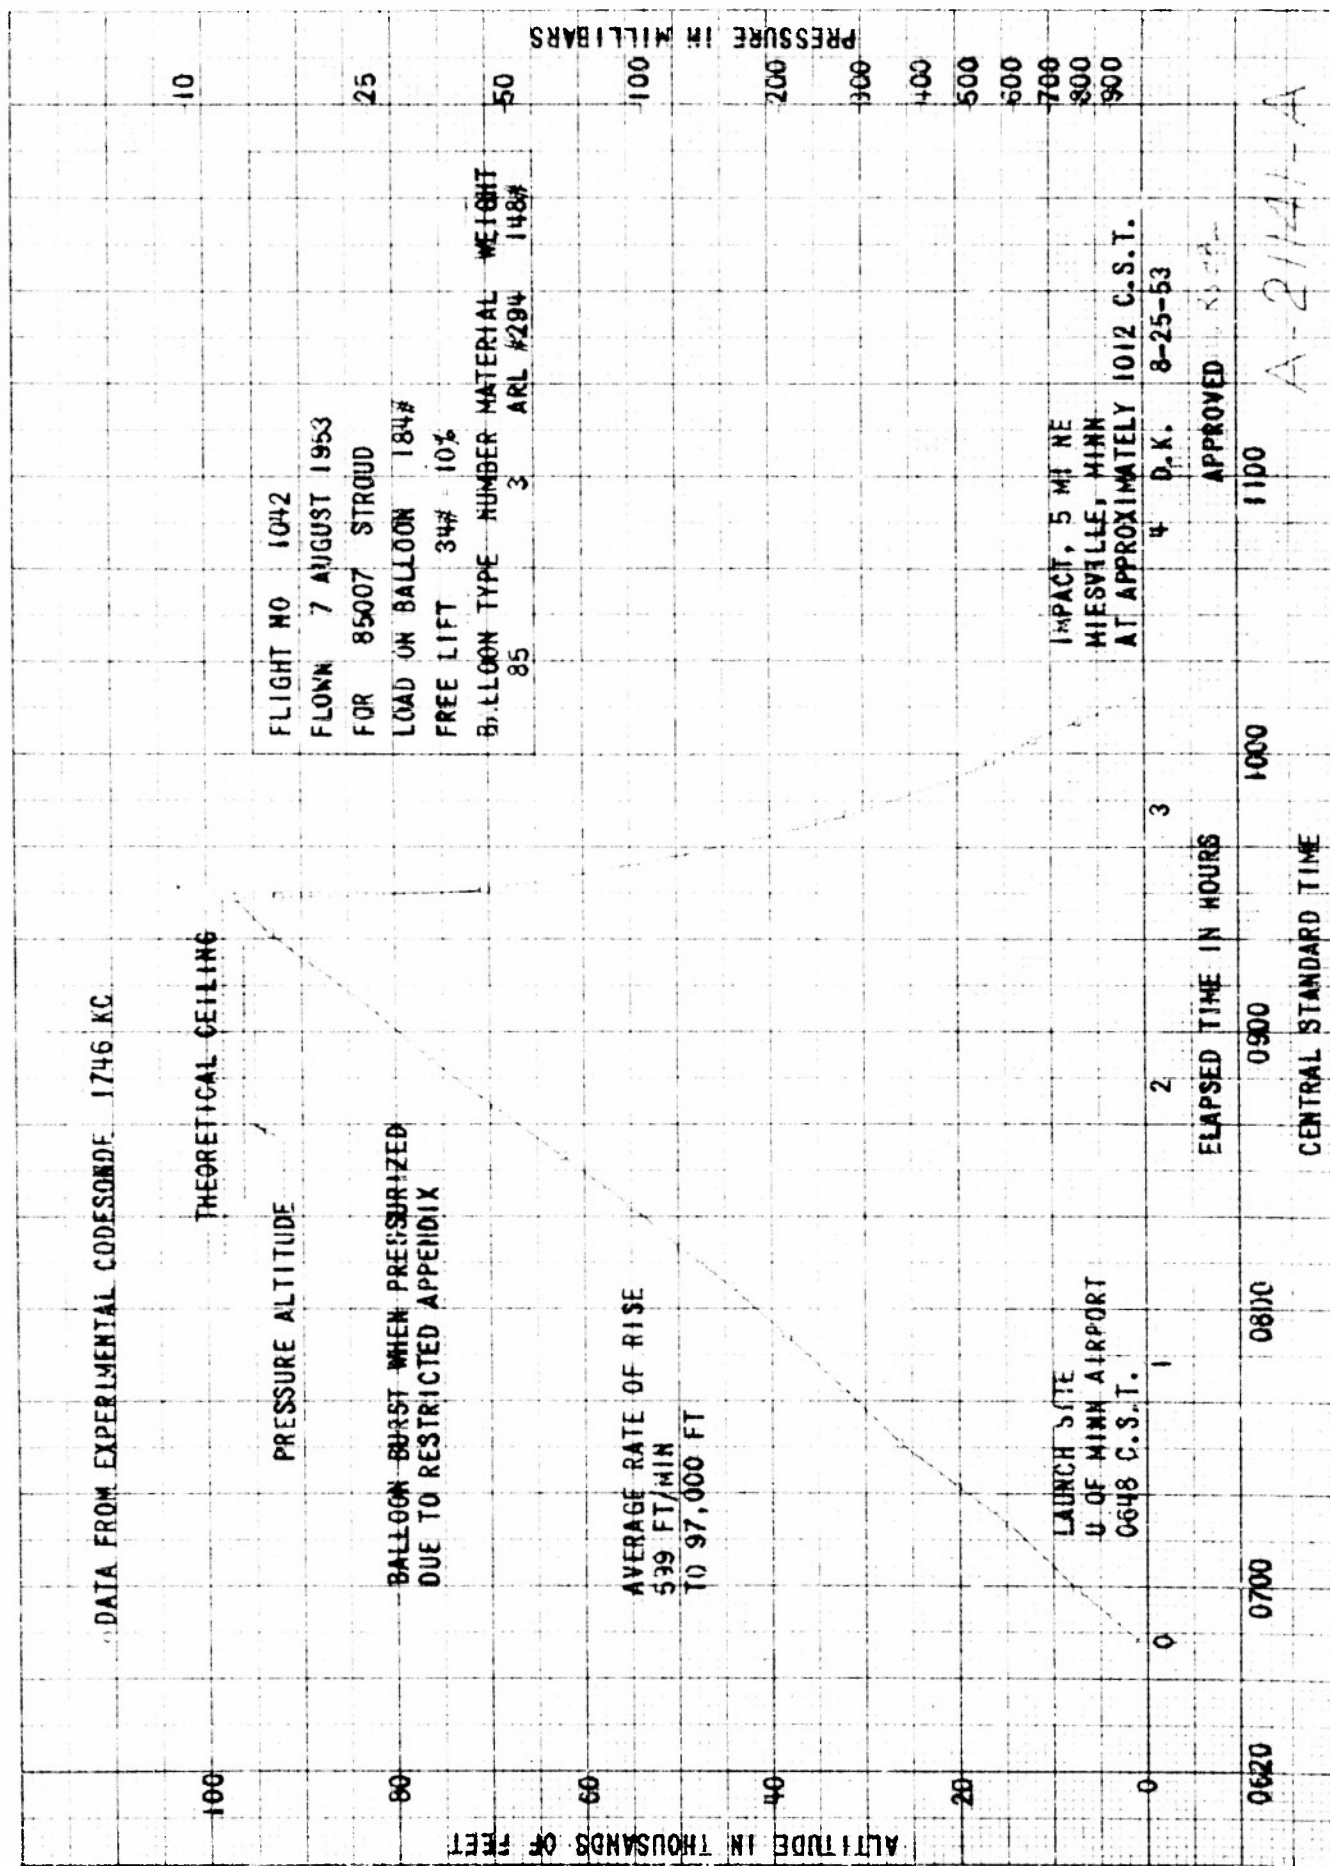 DATA FROM EXPERIMENTAL CODESONDE 1746 KC
THEORETICAL CEILING
PRESSURE ALTITUDE
BALLOON BURST WHEN PRESSURIZED
DUE TO RESTRICTED APPENDIX
AVERAGE RATE OF RISE
599 FT/MIN
TO 97,000 FT
FLIGHT NO 1042
FLOWN 7 AUGUST 1953
FOR 85007 STROUD
LOAD ON BALLOON 184#
FREE LIFT 34# 10%
BALLOON TYPE NUMBER MATERIAL WEIGHT
85 3 ARL #294 148#
LAUNCH SITE
U OF MINN AIRPORT
0648 C.S.T.
IMPACT, 5 MI NE
MIESVILLE, MINN
AT APPROXIMATELY 1012 C.S.T.
D.K. 8-25-53
APPROVED
A-21141-A
ALTITUDE IN THOUSANDS OF FEET
100
80
60
40
20
0
PRESSURE IN MILLIBARS
10
25
50
100
200
300
400
500
600
700
800
900
0 1 2 3 4
ELAPSED TIME IN HOURS
0620 0700 0800 0900 1000 1100
CENTRAL STANDARD TIME